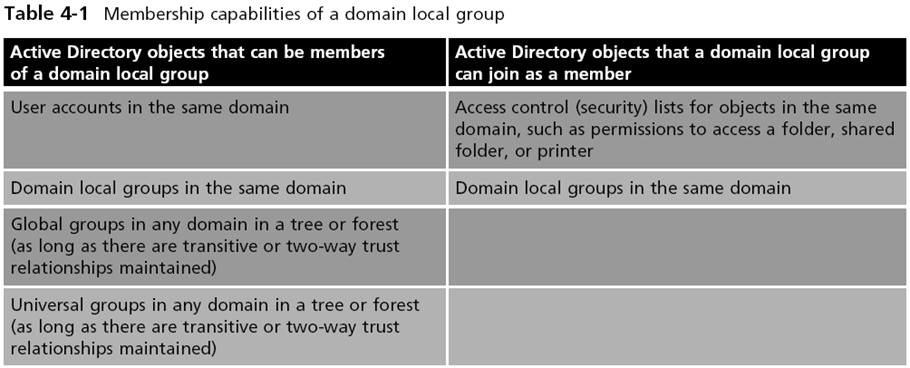 Table 4-1 Membership capabilities of a domain local group
Active Directory objects that can be members
of a domain local group
Active Directory objects that a domain local group
can join as a member
User accounts in the same domain
Access control (security) lists for objects in the same
domain, such as permissions to access a folder, shared
folder, or printer
Domain local groups in the same domain
Domain local groups in the same domain
Global groups in any domain in a tree or forest
(as long as there are transitive or two-way trust
relationships maintained)
Universal groups in any domain in a tree or forest
(as long as there are transitive or two-way trust
relationships maintained)